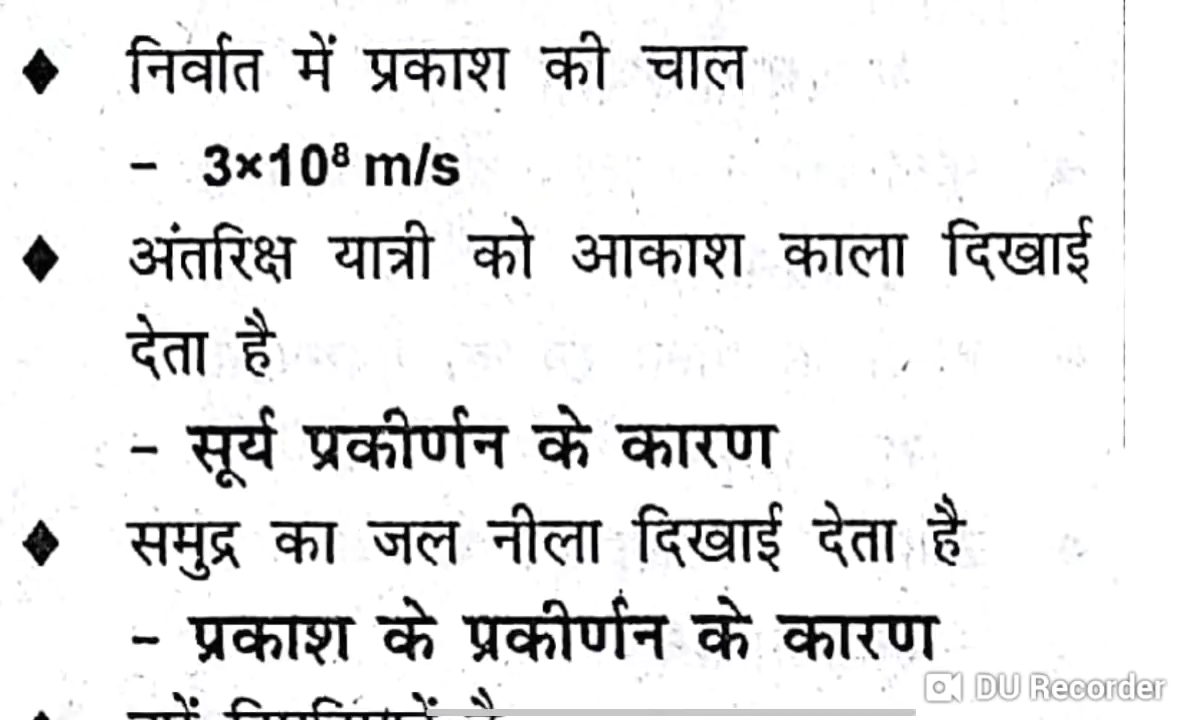 ♦ निर्वात में प्रकाश की चाल
– 3×10⁸ m/s
♦ अंतरिक्ष यात्री को आकाश काला दिखाई
देता है
– सूर्य प्रकीर्णन के कारण
♦ समुद्र का जल नीला दिखाई देता है
– प्रकाश के प्रकीर्णन के कारण
DU Recorder